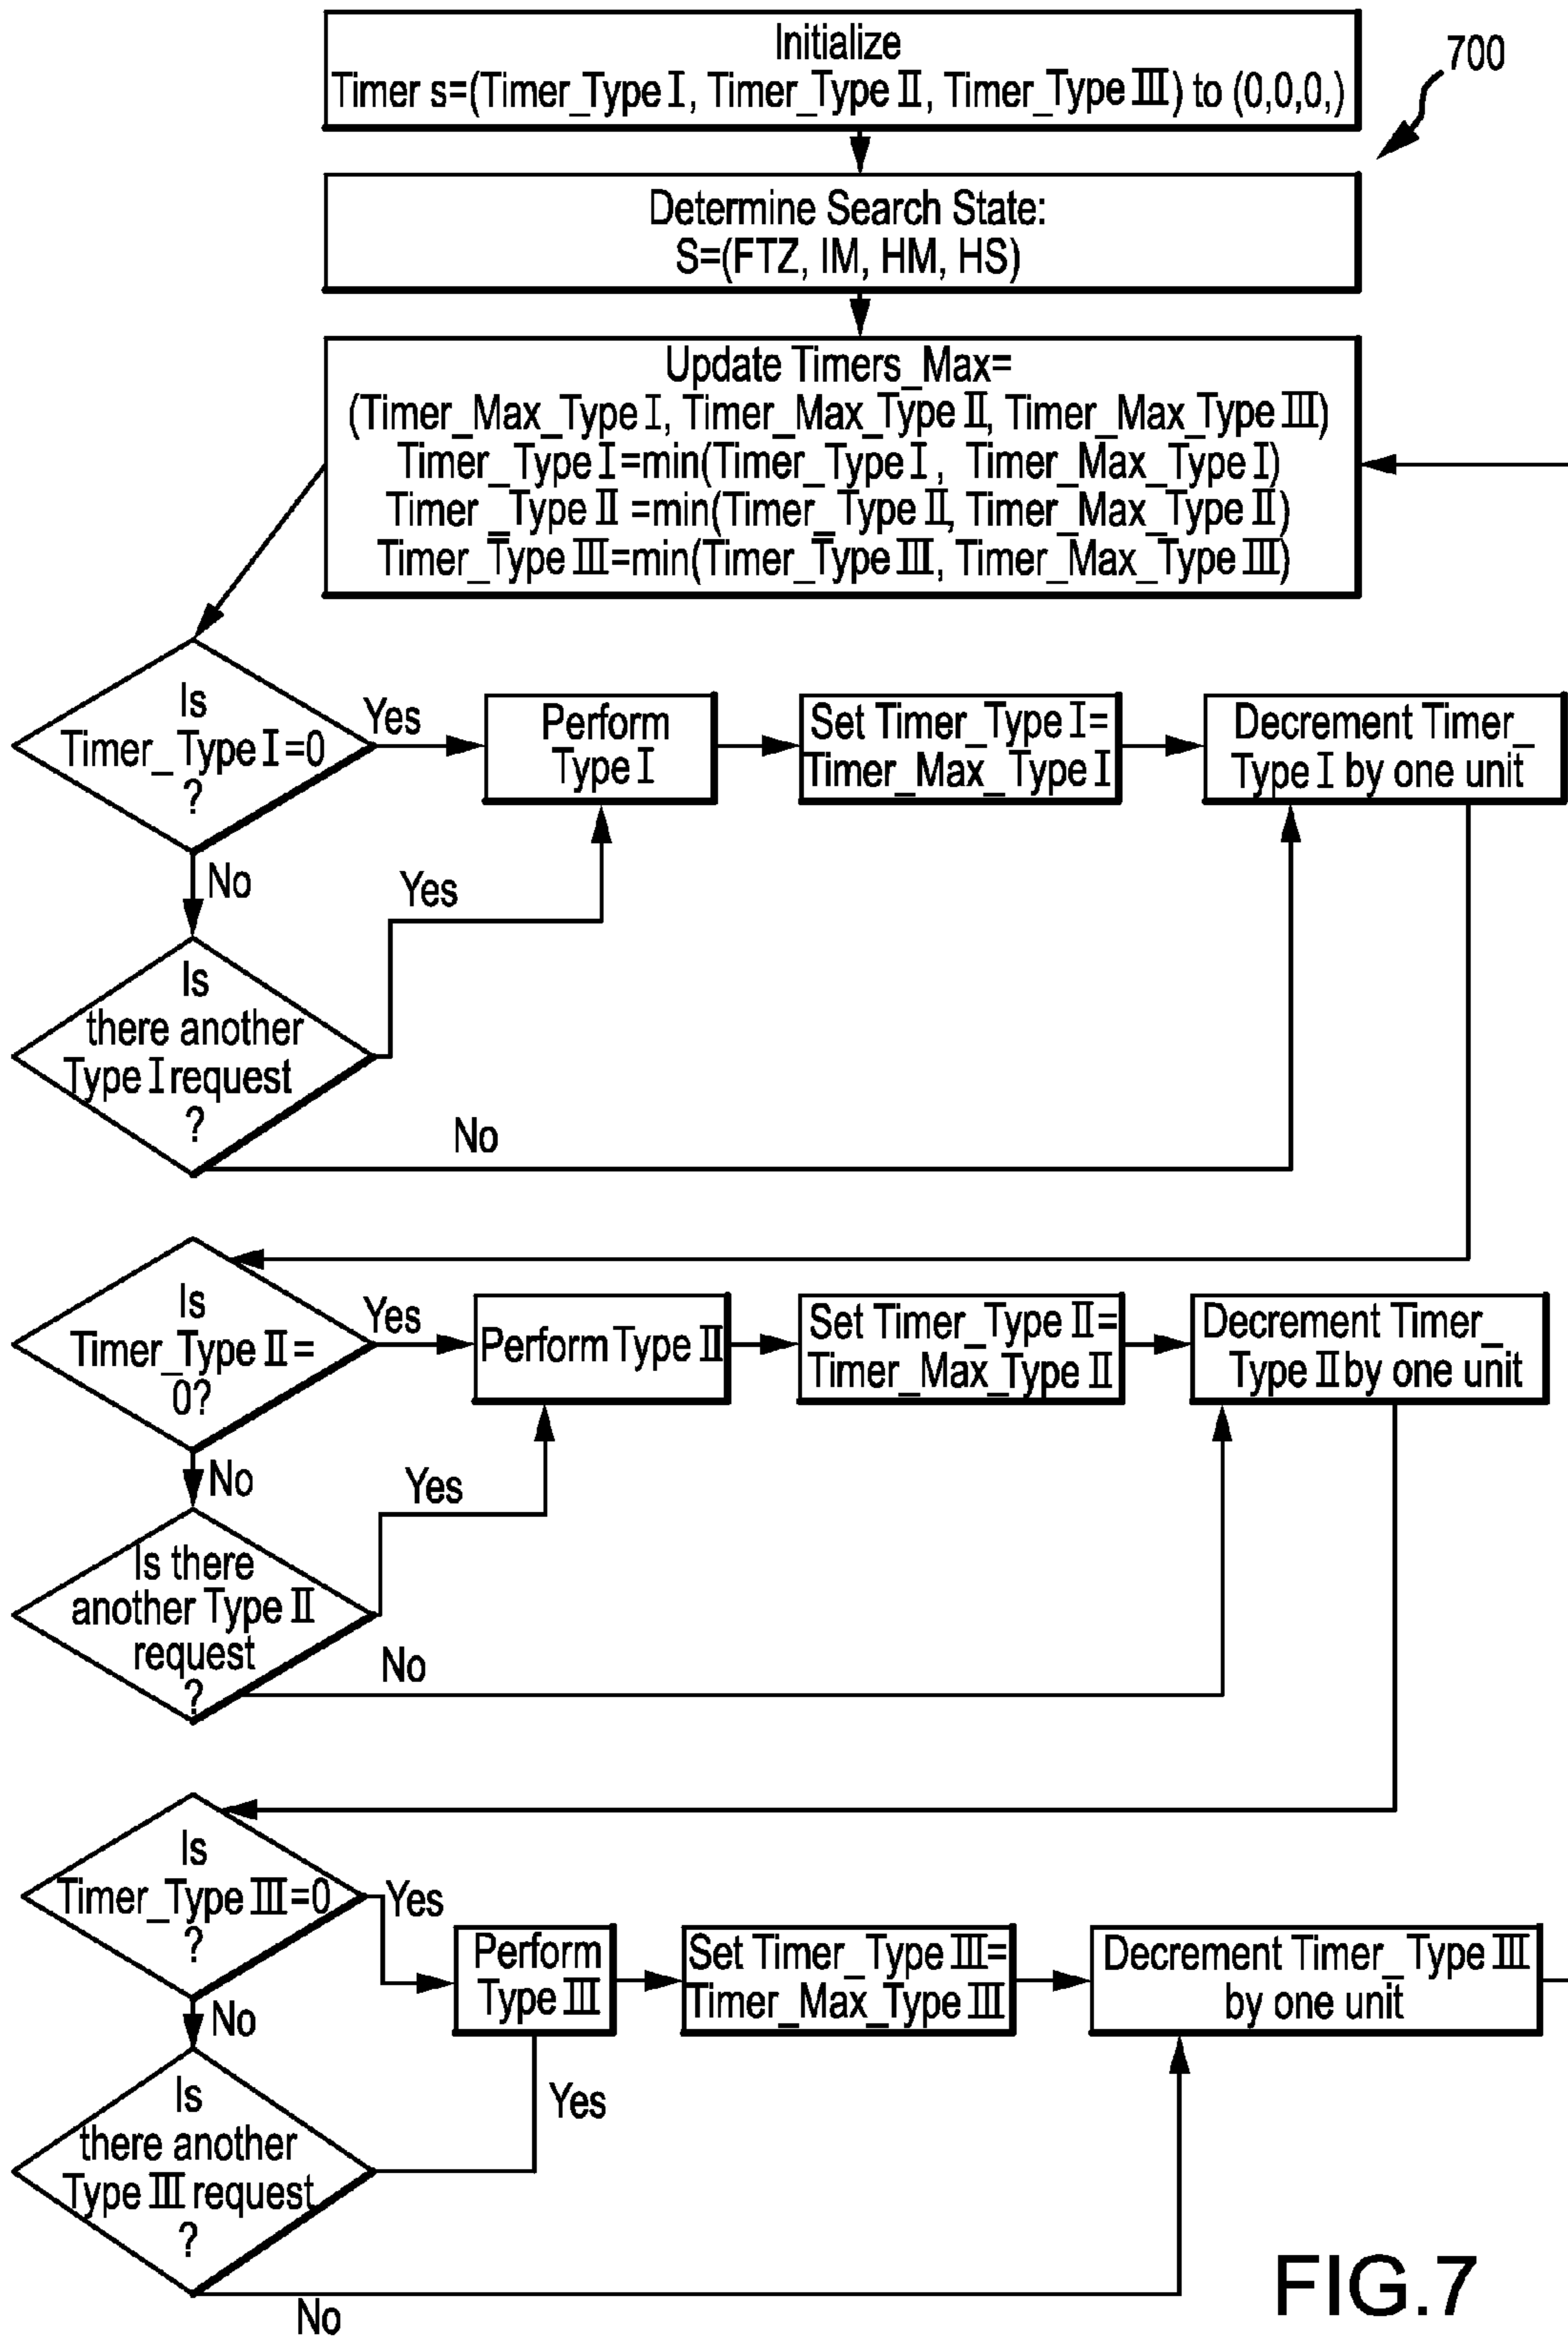 Initialize
Timer s=(Timer_Type I, Timer_Type II, Timer_Type III) to (0,0,0,)
700
Determine Search State:
S=(FTZ, IM, HM, HS)
Update Timers_Max=
(Timer_Max_Type I, Timer_Max_Type II, Timer_Max_Type III)
Timer_Type I=min(Timer_Type I, Timer_Max_Type I)
Timer_Type II =min(Timer_Type II, Timer_Max_Type II)
Timer_Type III=min(Timer_Type III, Timer_Max_Type III)
Is
Timer_Type I=0
?
Yes
Perform
Type I
Set Timer_Type I=
Timer_Max_Type I
Decrement Timer_
Type I by one unit
No
Yes
Is
there another
Type I request
?
No
Is
Timer_Type II=
0?
Yes
Perform Type II
Set Timer_Type II=
Timer_Max_Type II
Decrement Timer_
Type II by one unit
No
Yes
Is there
another Type II
request
?
No
Is
Timer_Type III=0
?
Yes
Perform
Type III
Set Timer_Type III=
Timer_Max_Type III
Decrement Timer_Type III
by one unit
No
Yes
Is
there another
Type III request
?
No
FIG.7